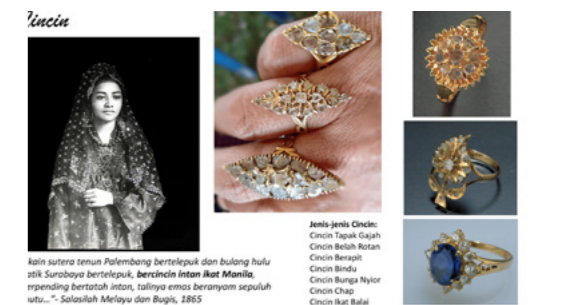 Cincin
kain sutera tenun Palembang bertelepuk dan bulang hulu
atik Surabaya bertelepuk, bercincin intan ikat Manila,
erpending bertatah intan, talinya emas beranyam sepuluh
utu..."- Salasilah Melayu dan Bugis, 1865
Jenis-jenis Cincin:
Cincin Tapak Gajah
Cincin Belah Rotan
Cincin Berapit
Cincin Bindu
Cincin Bunga Nyior
Cincin Chap
Cincin Ikat Balai